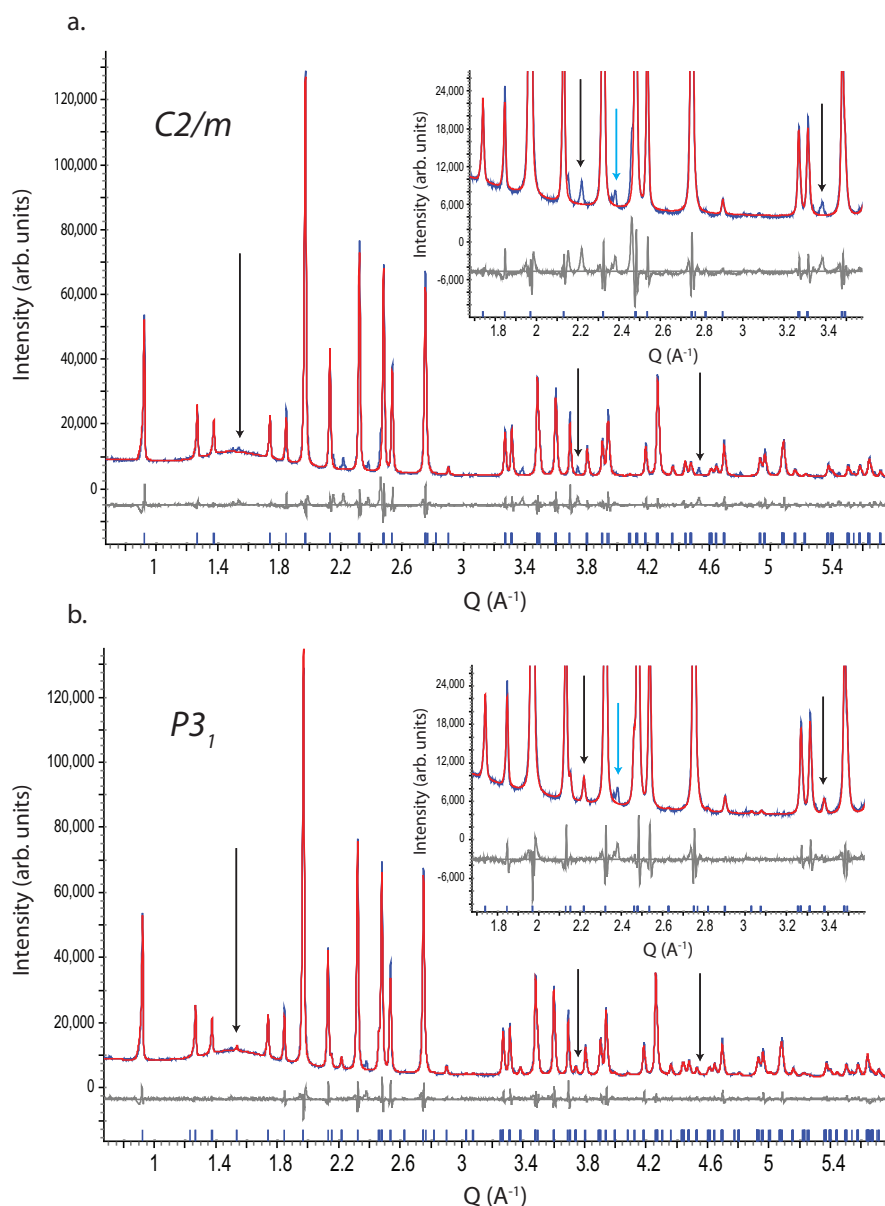 a.
C2/m
Intensity (arb. units)
120,000
100,000
80,000
60,000
40,000
20,000
0
1 1.4 1.8 2.2 2.6 3 3.4 3.8 4.2 4.6 5 5.4
Q (A-1)
Intensity (arb. units)
24,000
18,000
12,000
6,000
0
-6,000
1.8 2 2.2 2.4 2.6 2.8 3 3.2 3.4
Q (A-1)
b.
P31
Intensity (arb. units)
120,000
100,000
80,000
60,000
40,000
20,000
0
1 1.4 1.8 2.2 2.6 3 3.4 3.8 4.2 4.6 5 5.4
Q (A-1)
Intensity (arb. units)
24,000
18,000
12,000
6,000
0
-6,000
1.8 2 2.2 2.4 2.6 2.8 3 3.2 3.4
Q (A-1)